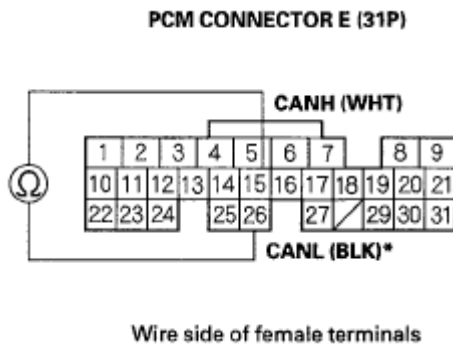 PCM CONNECTOR E (31P)
CANH (WHT)
1 2 3 4 5 6 7 8 9
Ω 10 11 12 13 14 15 16 17 18 19 20 21
22 23 24 25 26 27 29 30 31
CANL (BLK)*
Wire side of female terminals